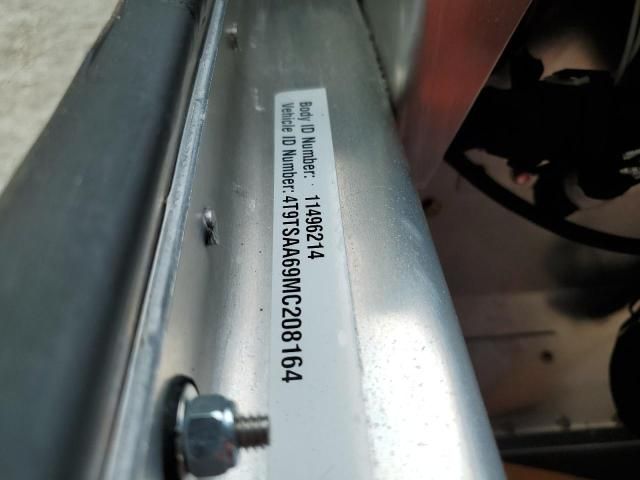 Body ID Number: 11496214
Vehicle ID Number: 4T9TSAA69MC208164